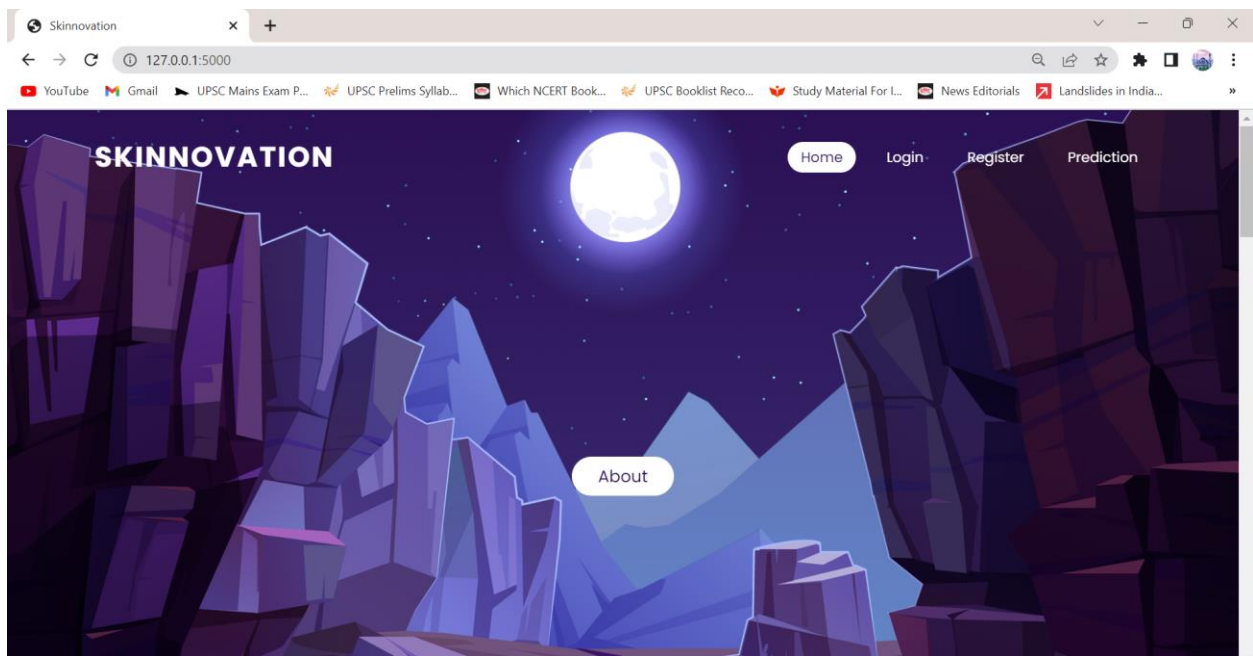 Skinnovation
127.0.0.1:5000
YouTube Gmail UPSC Mains Exam P... UPSC Prelims Syllab... Which NCERT Book... UPSC Booklist Reco... Study Material For I... News Editorials Landslides in India... »
SKINNOVATION Home Login Register Prediction
About